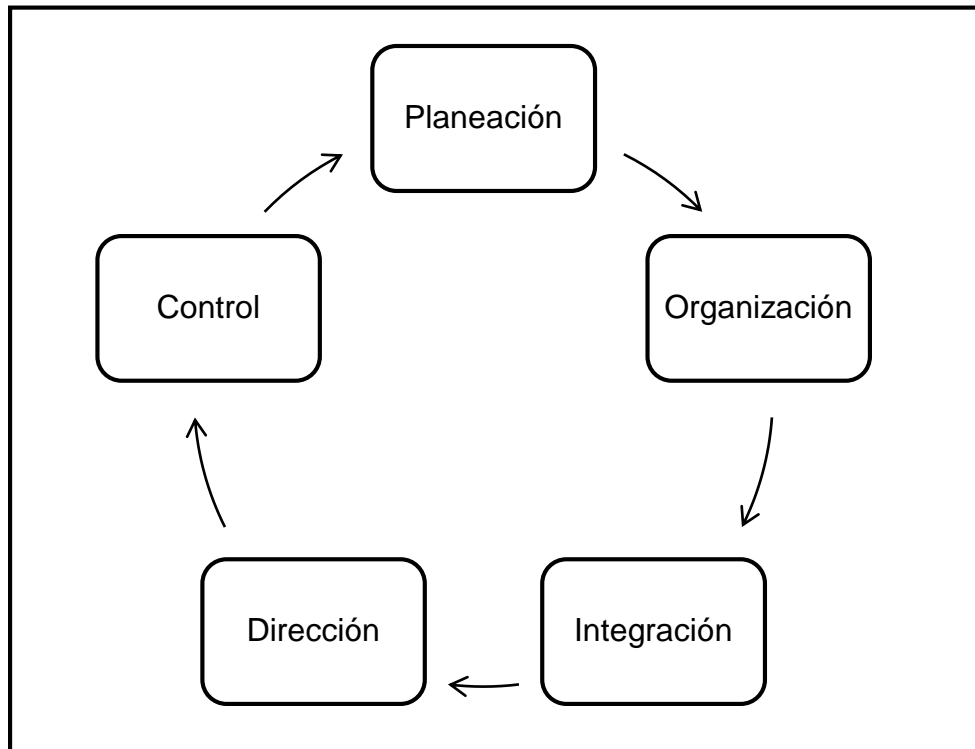 Planeación
Organización
Integración
Dirección
Control